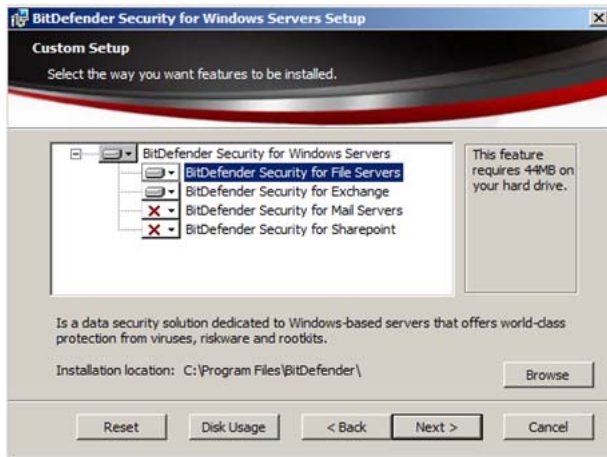 BitDefender Security for Windows Servers Setup
Custom Setup
Select the way you want features to be installed.
BitDefender Security for Windows Servers
BitDefender Security for File Servers
BitDefender Security for Exchange
BitDefender Security for Mail Servers
BitDefender Security for Sharepoint
This feature
requires 44MB on
your hard drive.
Is a data security solution dedicated to Windows-based servers that offers world-class
protection from viruses, riskware and rootkits.
Installation location: C:\Program Files\BitDefender\
Browse
Reset
Disk Usage
< Back
Next >
Cancel